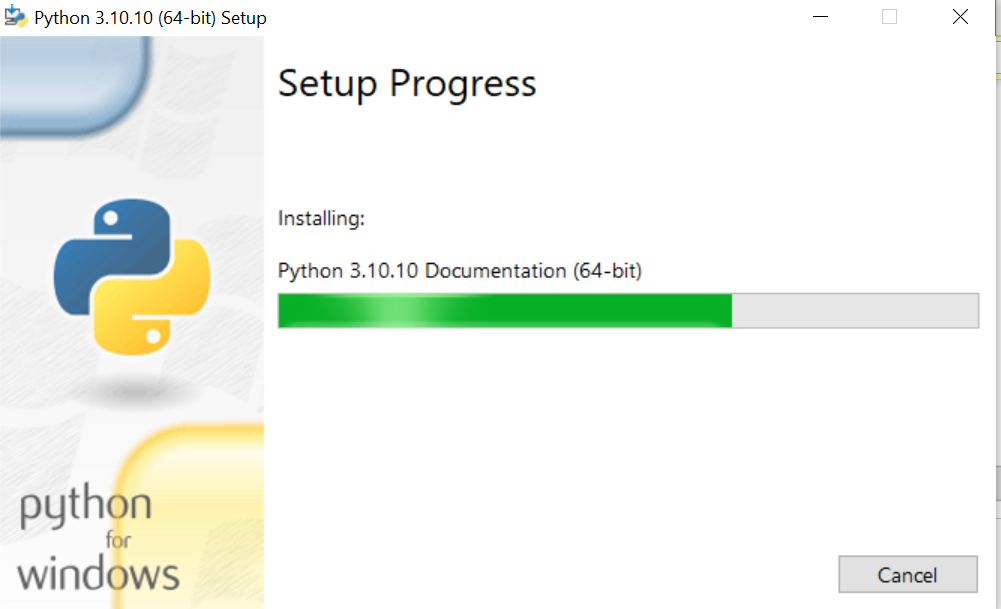 Python 3.10.10 (64-bit) Setup
Setup Progress
Installing:
Python 3.10.10 Documentation (64-bit)
python
for
windows
Cancel